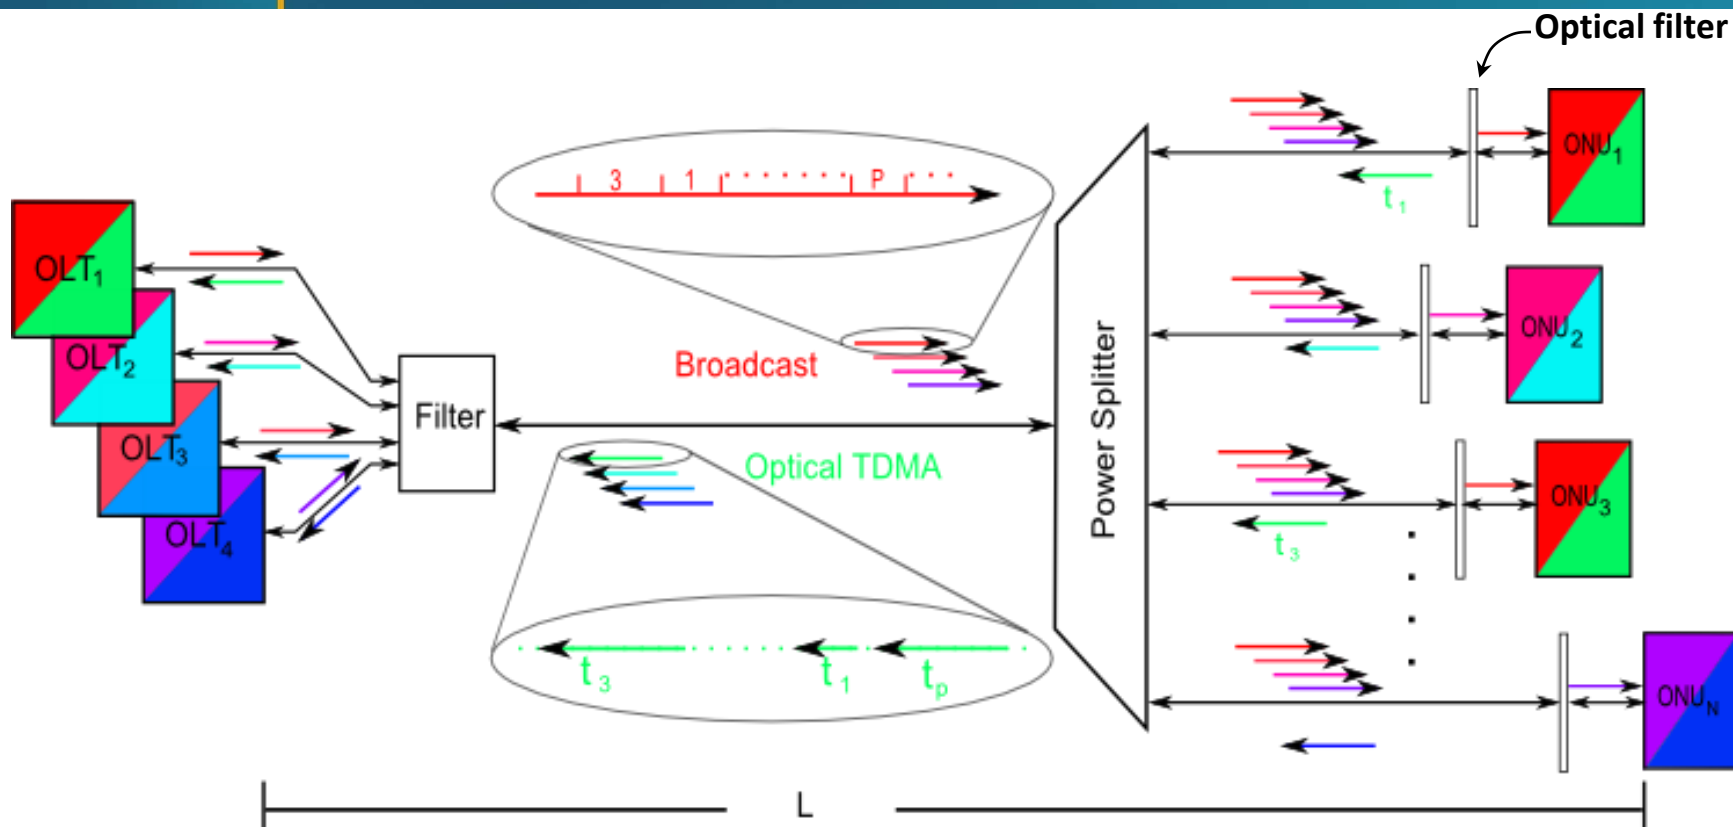 Optical filter
3 1 P
ONU1
t1
OLT1
ONU2
OLT2
Broadcast
Power Splitter
Filter
OLT3
Optical TDMA
ONU3
t3
OLT4
t3 t1 tp
ONUN
L